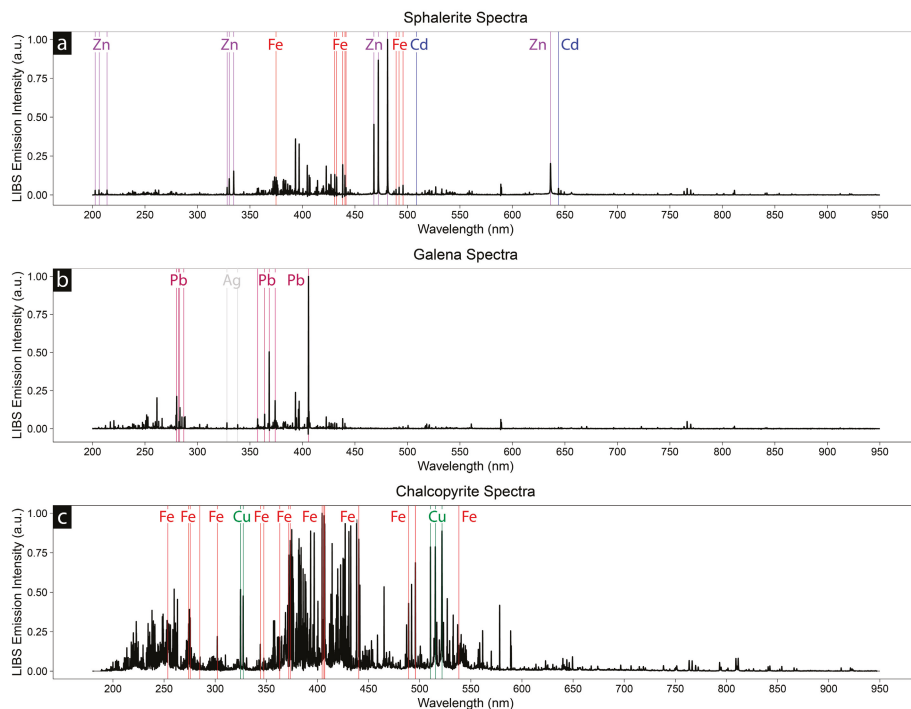 Sphalerite Spectra
a
LIBS Emission Intensity (a.u.)
1.00
0.75
0.50
0.25
0.00
Zn Zn Fe Fe Zn Fe Cd Zn Cd
200 250 300 350 400 450 500 550 600 650 700 750 800 850 900 950
Wavelength (nm)
Galena Spectra
b
LIBS Emission Intensity (a.u.)
1.00
0.75
0.50
0.25
0.00
Pb Ag Pb Pb
200 250 300 350 400 450 500 550 600 650 700 750 800 850 900 950
Wavelength (nm)
Chalcopyrite Spectra
c
LIBS Emission Intensity (a.u.)
1.00
0.75
0.50
0.25
0.00
Fe Fe Fe Cu Fe Fe Fe Fe Fe Cu Fe
200 250 300 350 400 450 500 550 600 650 700 750 800 850 900 950
Wavelength (nm)